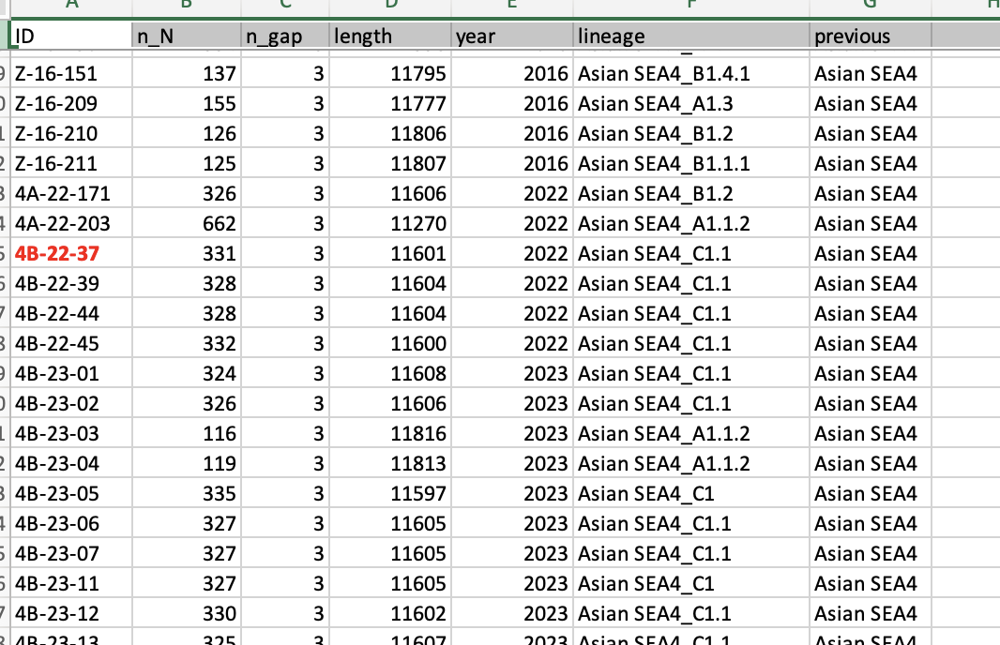 A B C D E F G H
ID n_N n_gap length year lineage previous
Z-16-151 137 3 11795 2016 Asian SEA4_B1.4.1 Asian SEA4
Z-16-209 155 3 11777 2016 Asian SEA4_A1.3 Asian SEA4
Z-16-210 126 3 11806 2016 Asian SEA4_B1.2 Asian SEA4
Z-16-211 125 3 11807 2016 Asian SEA4_B1.1.1 Asian SEA4
4A-22-171 326 3 11606 2022 Asian SEA4_B1.2 Asian SEA4
4A-22-203 662 3 11270 2022 Asian SEA4_A1.1.2 Asian SEA4
4B-22-37 331 3 11601 2022 Asian SEA4_C1.1 Asian SEA4
4B-22-39 328 3 11604 2022 Asian SEA4_C1.1 Asian SEA4
4B-22-44 328 3 11604 2022 Asian SEA4_C1.1 Asian SEA4
4B-22-45 332 3 11600 2022 Asian SEA4_C1.1 Asian SEA4
4B-23-01 324 3 11608 2023 Asian SEA4_C1.1 Asian SEA4
4B-23-02 326 3 11606 2023 Asian SEA4_C1.1 Asian SEA4
4B-23-03 116 3 11816 2023 Asian SEA4_A1.1.2 Asian SEA4
4B-23-04 119 3 11813 2023 Asian SEA4_A1.1.2 Asian SEA4
4B-23-05 335 3 11597 2023 Asian SEA4_C1 Asian SEA4
4B-23-06 327 3 11605 2023 Asian SEA4_C1.1 Asian SEA4
4B-23-07 327 3 11605 2023 Asian SEA4_C1.1 Asian SEA4
4B-23-11 327 3 11605 2023 Asian SEA4_C1 Asian SEA4
4B-23-12 330 3 11602 2023 Asian SEA4_C1.1 Asian SEA4
4B-23-13 325 3 11607 2023 Asian SEA4_C1.1 Asian SEA4